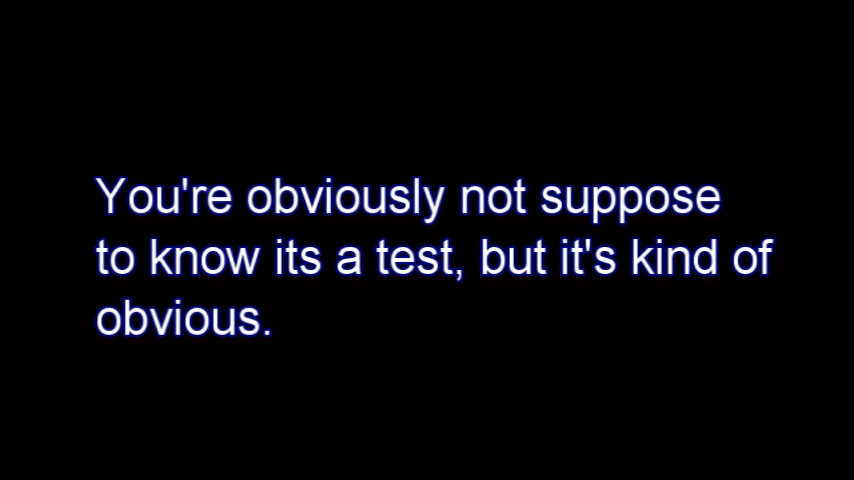 You're obviously not suppose
to know its a test, but it's kind of
obvious.